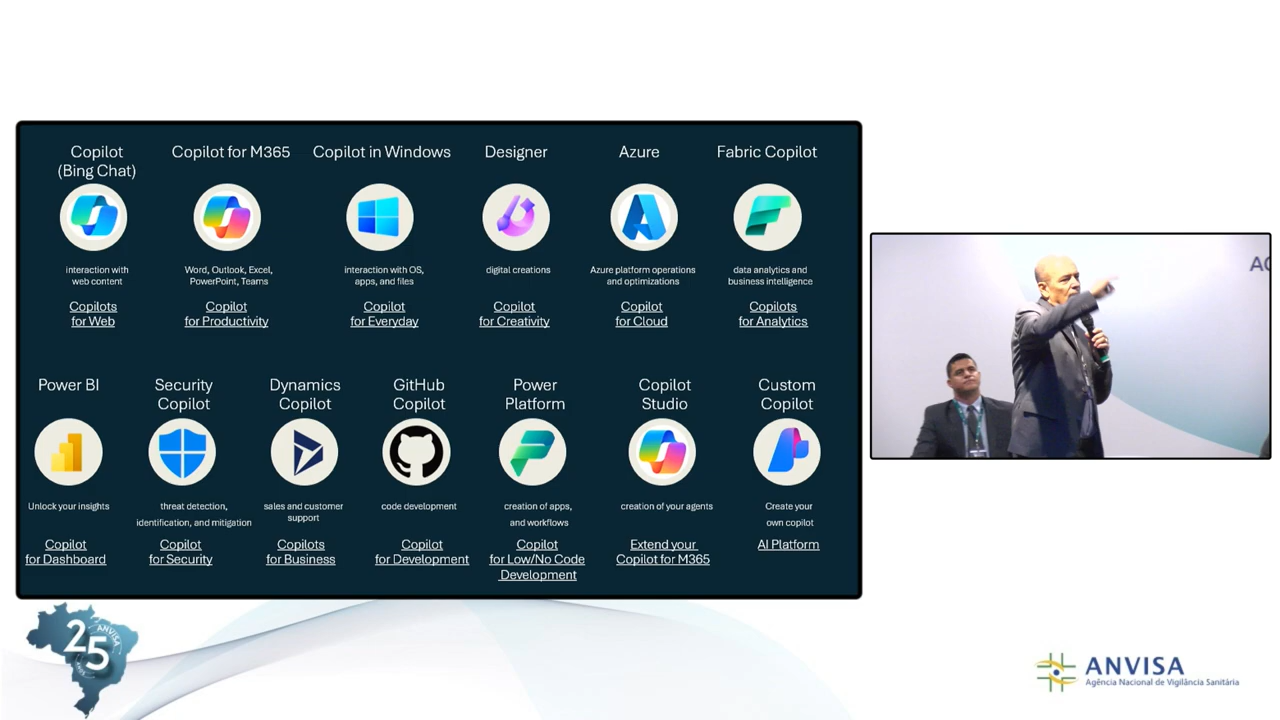 Copilot
(Bing Chat)
Copilot for M365
Copilot in Windows
Designer
Azure
Fabric Copilot
interaction with
web content
Word, Outlook, Excel,
PowerPoint, Teams
interaction with OS,
apps, and files
digital creations
Azure platform operations
and optimizations
data analytics and
business intelligence
Copilots
for Web
Copilot
for Productivity
Copilot
for Everyday
Copilot
for Creativity
Copilot
for Cloud
Copilots
for Analytics
Power BI
Security
Copilot
Dynamics
Copilot
GitHub
Copilot
Power
Platform
Copilot
Studio
Custom
Copilot
Unlock your insights
threat detection,
identification, and mitigation
sales and customer
support
code development
creation of apps,
and workflows
creation of your agents
Create your
own copilot
Copilot
for Dashboard
Copilot
for Security
Copilots
for Business
Copilot
for Development
Copilot
for Low/No Code
Development
Extend your
Copilot for M365
AI Platform
25
ANVISA
ANVISA
Agência Nacional de Vigilância Sanitária